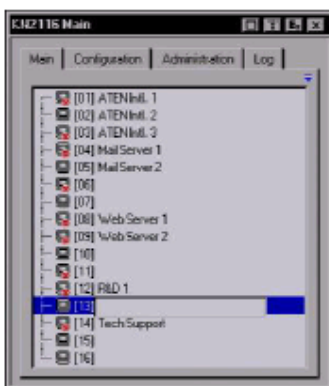 KN2116 Main
Main Configuration Administration Log
[01] ATEN Intl. 1
[02] ATEN Intl. 2
[03] ATEN Intl. 3
[04] Mail Server 1
[05] Mail Server 2
[06]
[07]
[08] Web Server 1
[09] Web Server 2
[10]
[11]
[12] R&D 1
[13]
[14] Tech Support
[15]
[16]